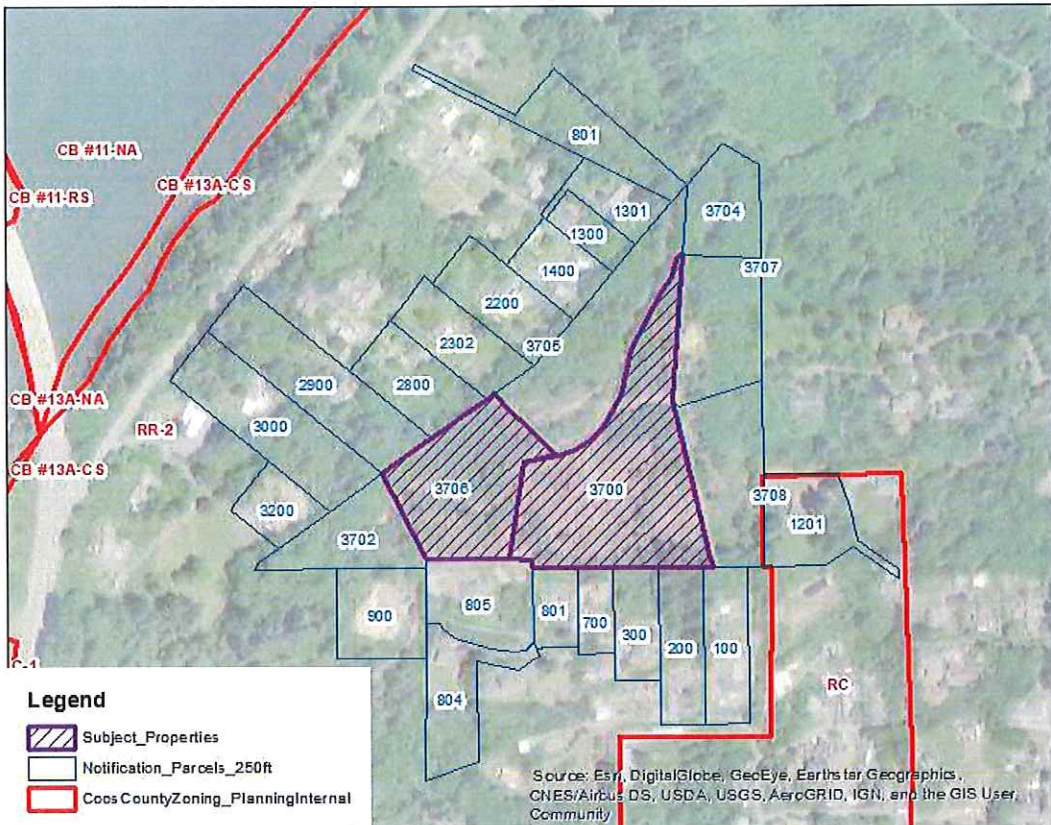 801
CB #11-NA
CB #13A-CS
CB #11-RS
1301
3704
1300
1400
3707
2200
2302
3705
2900
2800
CB #13A-NA
3000
RR-2
CB #13A-CS
3706
3700
3708
3200
1201
3702
900
805
801
700
300
200
100
C-1
RC
804
Legend
Subject_Properties
Notification_Parcels_250ft
CoosCountyZoning_PlanningInternal
Source: Esri, DigitalGlobe, GeoEye, Earthstar Geographics,
CNES/Airbus DS, USDA, USGS, AeroGRID, IGN, and the GIS User
Community